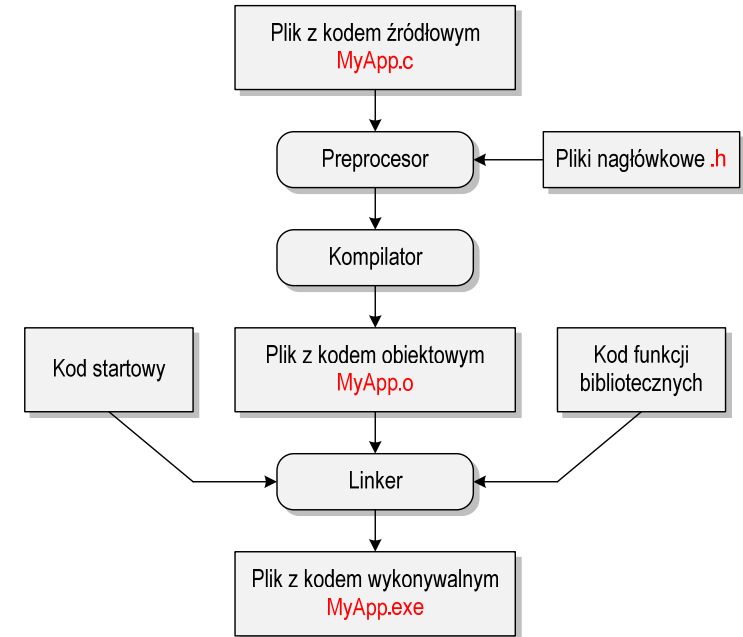 Plik z kodem źródłowym
MyApp.c
Preprocesor
Pliki nagłówkowe .h
Kompilator
Kod startowy
Plik z kodem obiektowym
MyApp.o
Kod funkcji
bibliotecznych
Linker
Plik z kodem wykonywalnym
MyApp.exe